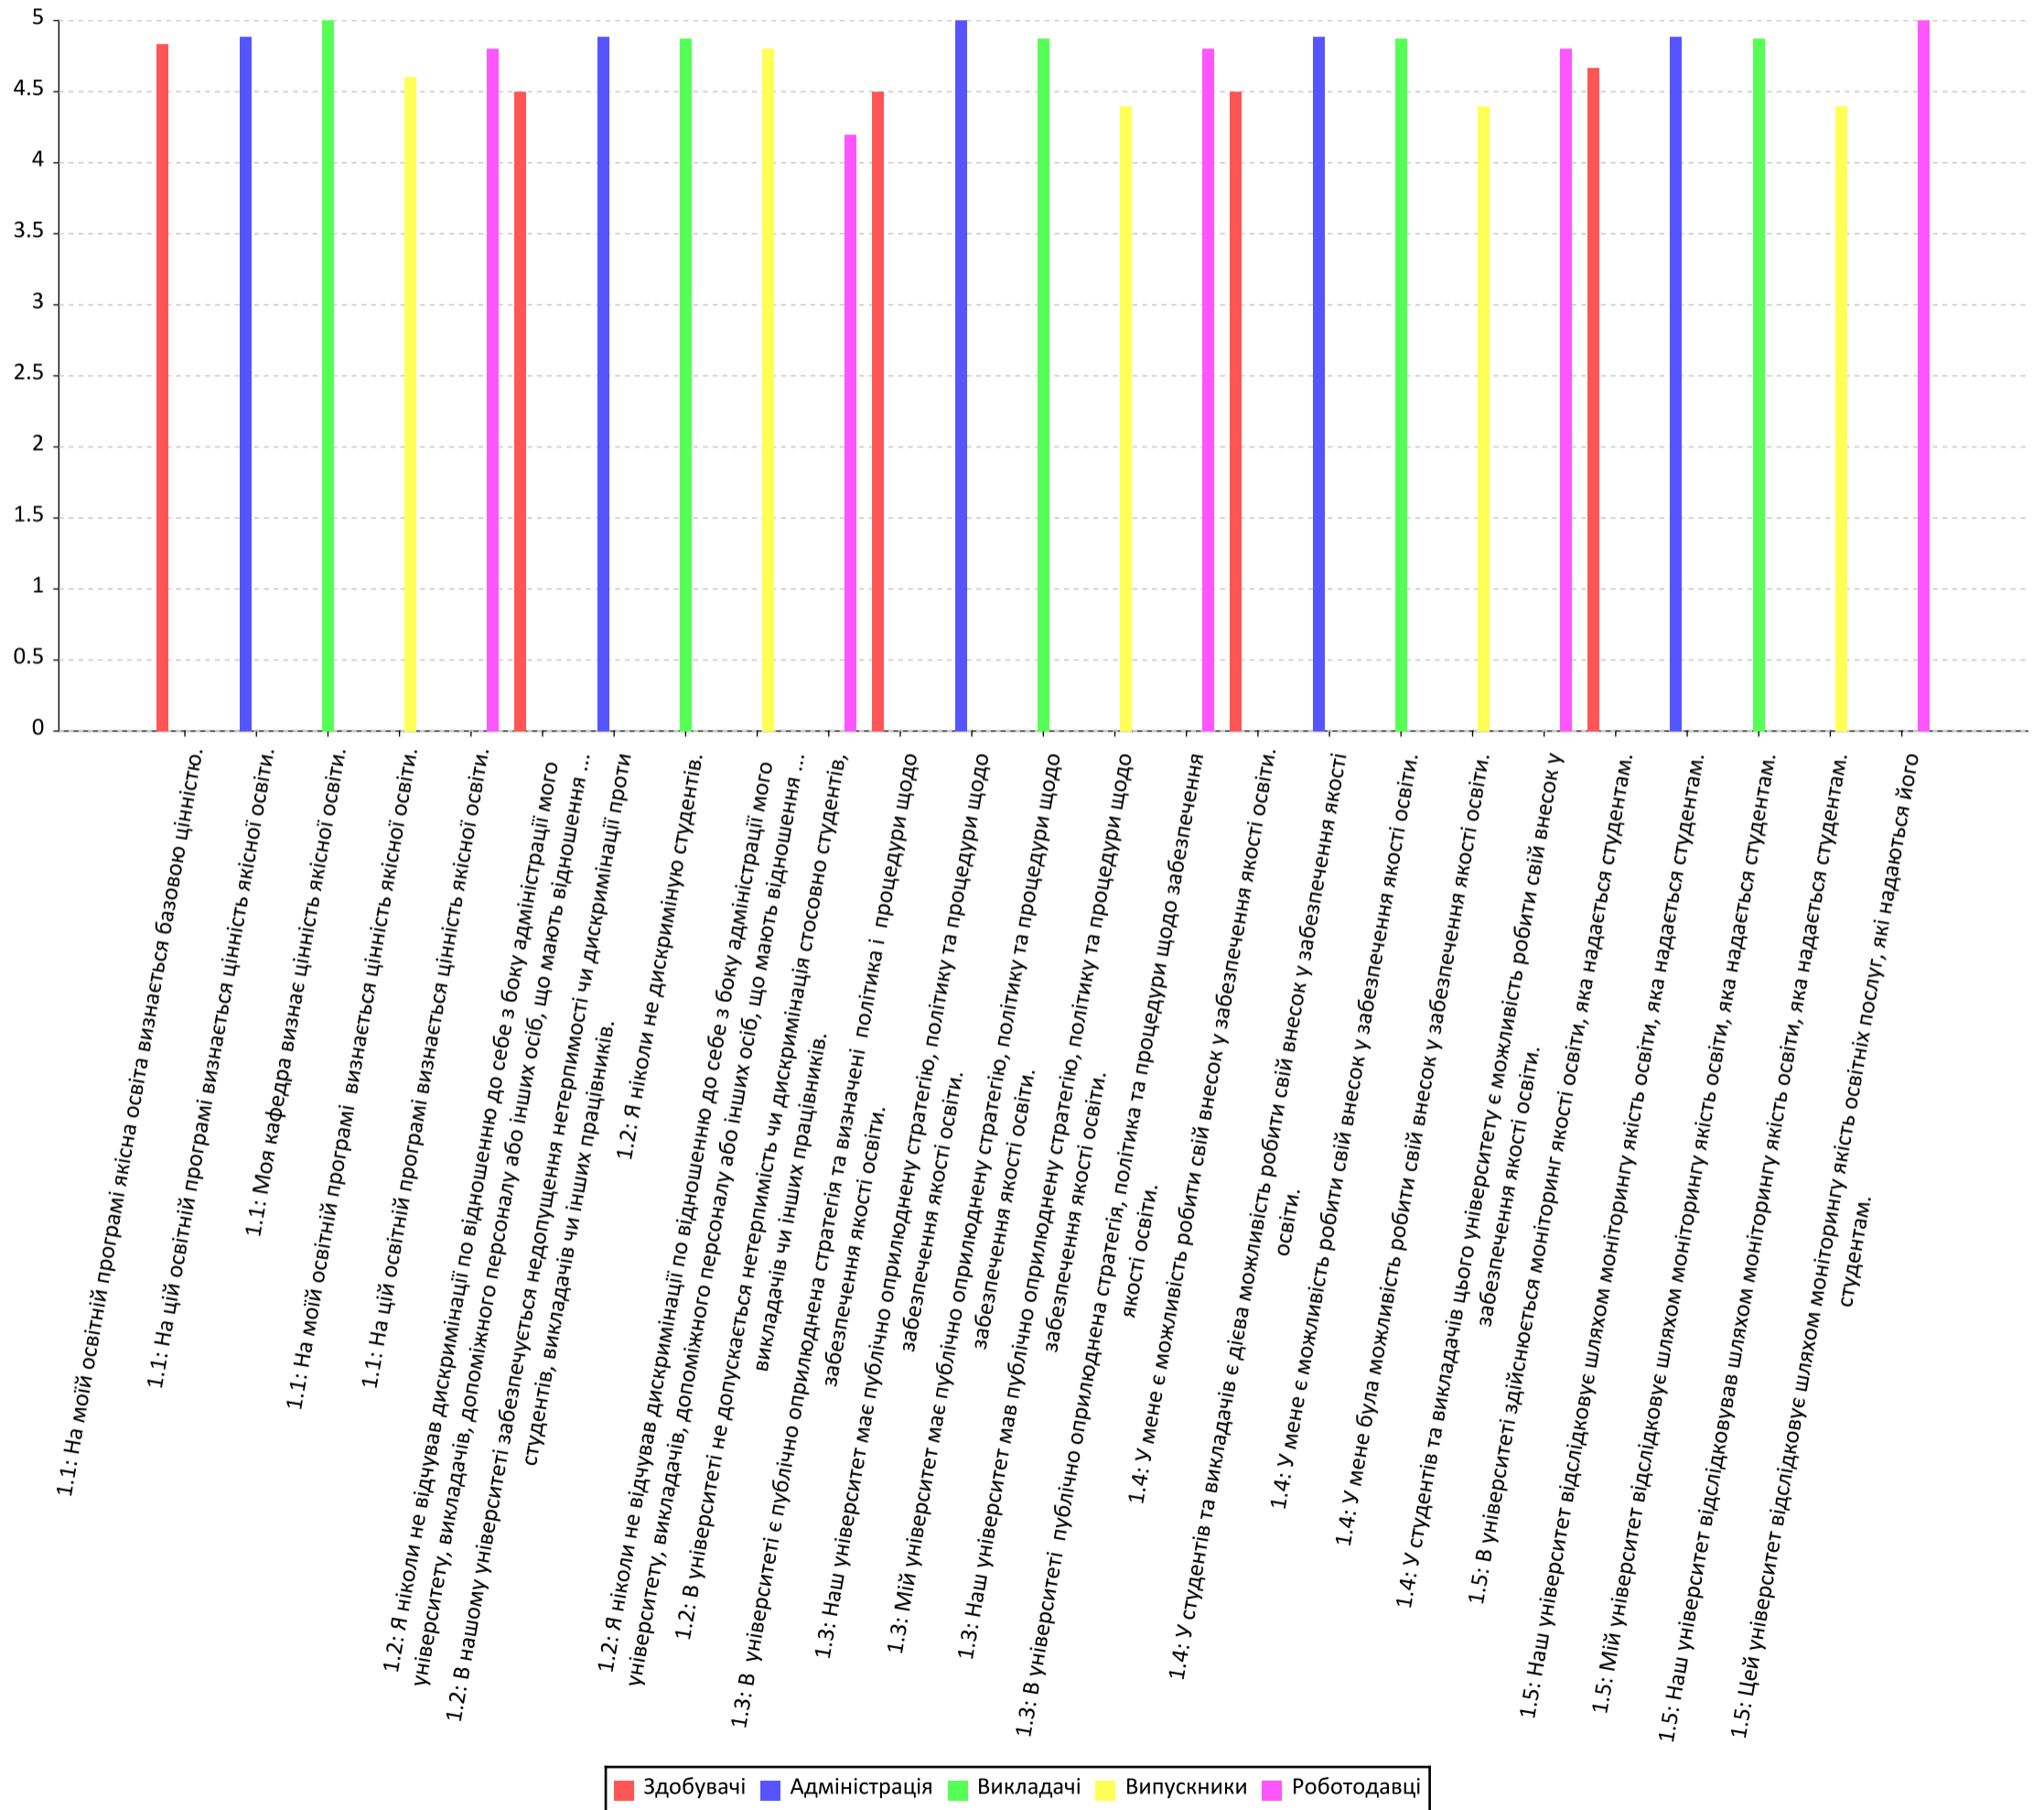 5
4.5
4
3.5
3
2.5
2
1.5
1
0.5
0
1.1: На моїй освітній програмі якісна освіта визнається базовою цінністю.
1.1: На цій освітній програмі визнається цінність якісної освіти.
1.1: Моя кафедра визнає цінність якісної освіти.
1.1: На моїй освітній програмі визнається цінність якісної освіти.
1.1: На цій освітній програмі визнається цінність якісної освіти.
1.2: Я ніколи не відчував дискримінації по відношенню до себе з боку адміністрації мого
університету, викладачів, допоміжного персоналу або інших осіб, що мають відношення ...
1.2: В нашому університеті забезпечується недопущення нетерпимості чи дискримінації проти
студентів, викладачів чи інших працівників.
1.2: Я ніколи не дискриміную студентів.
1.2: Я ніколи не відчував дискримінації по відношенню до себе з боку адміністрації мого
університету, викладачів, допоміжного персоналу або інших осіб, що мають відношення ...
1.2: В університеті не допускається нетерпимість чи дискримінація стосовно студентів,
викладачів чи інших працівників.
1.3: В університеті є публічно оприлюднена стратегія та визначені політика і процедури щодо
забезпечення якості освіти.
1.3: Наш університет має публічно оприлюднену стратегію, політику та процедури щодо
забезпечення якості освіти.
1.3: Мій університет має публічно оприлюднену стратегію, політику та процедури щодо
забезпечення якості освіти.
1.3: Наш університет мав публічно оприлюднену стратегію, політику та процедури щодо
забезпечення якості освіти.
1.3: В університеті публічно оприлюднена стратегія, політика та процедури щодо забезпечення
якості освіти.
1.4: У мене є можливість робити свій внесок у забезпечення якості освіти.
1.4: У студентів та викладачів є дієва можливість робити свій внесок у забезпечення якості
освіти.
1.4: У мене є можливість робити свій внесок у забезпечення якості освіти.
1.4: У мене була можливість робити свій внесок у забезпечення якості освіти.
1.4: У студентів та викладачів цього університету є можливість робити свій внесок у
забезпечення якості освіти.
1.5: В університеті здійснюється моніторинг якості освіти, яка надається студентам.
1.5: Наш університет відслідковує шляхом моніторингу якість освіти, яка надається студентам.
1.5: Мій університет відслідковує шляхом моніторингу якість освіти, яка надається студентам.
1.5: Наш університет відслідковував шляхом моніторингу якість освіти, яка надається студентам.
1.5: Цей університет відслідковує шляхом моніторингу якість освітніх послуг, які надаються його
студентам.
Здобувачі Адміністрація Викладачі Випускники Роботодавці